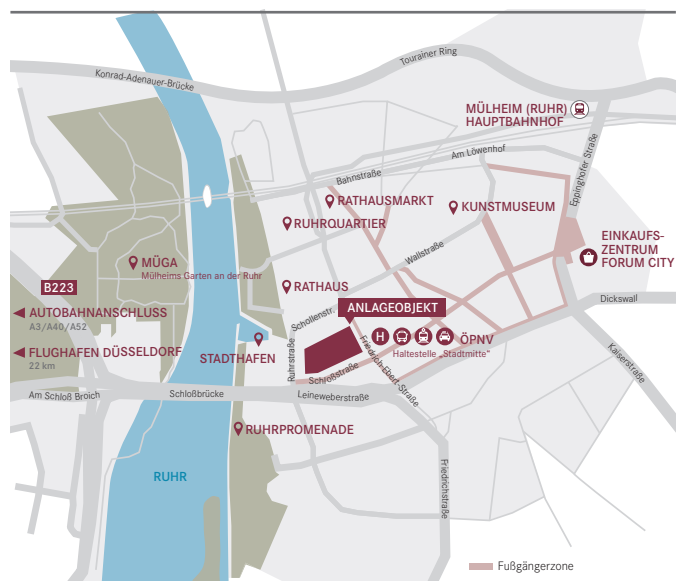 Tourainer Ring
Konrad-Adenauer-Brücke
MÜLHEIM (RUHR)
HAUPTBAHNHOF
Eppinghofer Straße
Am Löwenhof
Bahnstraße
RATHAUSMARKT
KUNSTMUSEUM
RUHRQUARTIER
EINKAUFS-
ZENTRUM
FORUM CITY
Wallstraße
MÜGA
Mülheims Garten an der Ruhr
B223
RATHAUS
Dickswall
AUTOBAHNANSCHLUSS
A3/A40/A52
ANLAGEOBJEKT
Schollenstr.
H
ÖPNV
Haltestelle „Stadtmitte“
FLUGHAFEN DÜSSELDORF
22 km
STADTHAFEN
Ruhrstraße
Schloßstraße
Friedrich-Ebert-Straße
Kaiserstraße
Am Schloß Broich
Schloßbrücke
Leineweberstraße
RUHRPROMENADE
RUHR
Friedrichstraße
Fußgängerzone